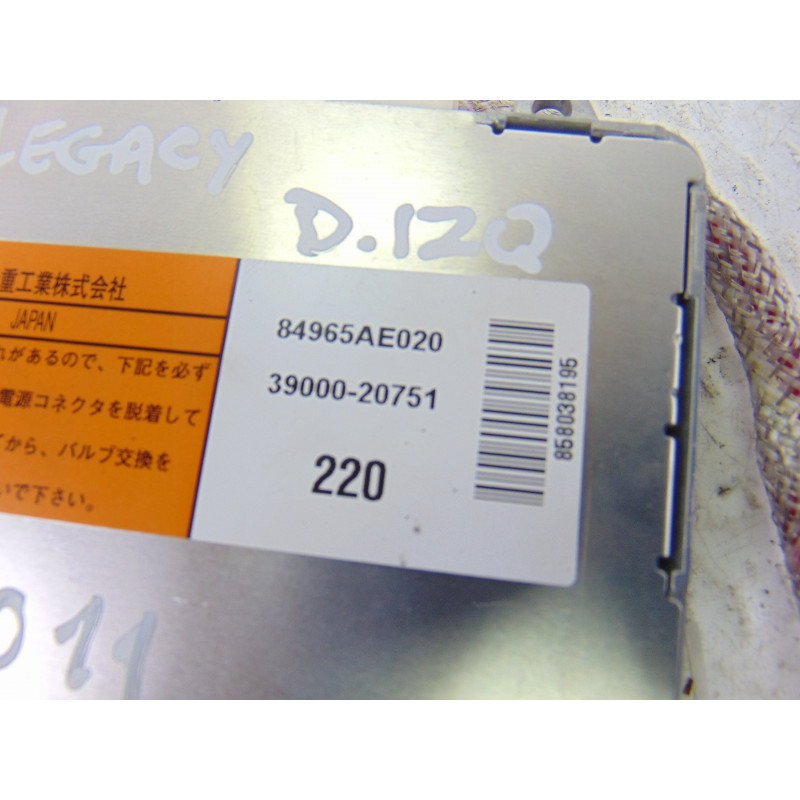 LEGACY
D.IZQ
重工業株式会社
JAPAN
れがあるので、下記を必ず
電源コネクタを脱着して
てから、バルブ交換を
いで下さい。
84965AE020
39000-20751
220
858038195
011